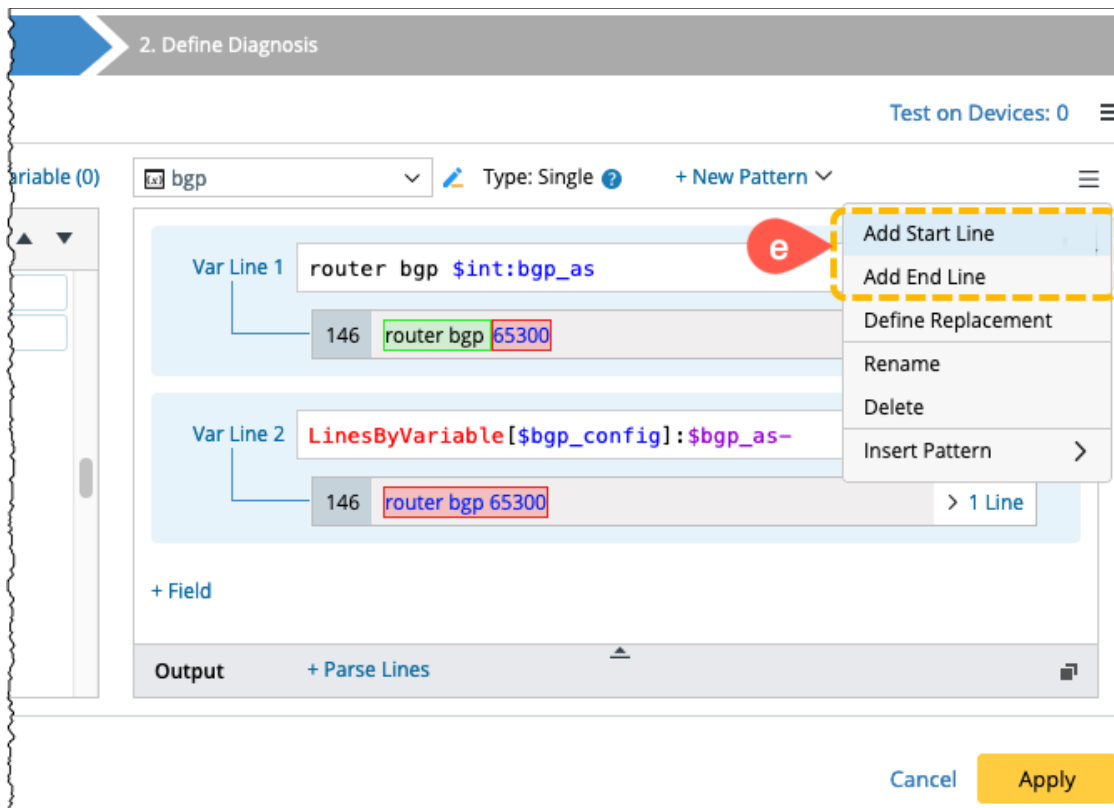 2. Define Diagnosis
Test on Devices: 0
ariable (0)
bgp
Type: Single ?
+ New Pattern
Add Start Line
Add End Line
Define Replacement
Rename
Delete
Insert Pattern
e
Var Line 1
router bgp $int:bgp_as
146
router bgp 65300
Var Line 2
LinesByVariable[$bgp_config]:$bgp_as-
146
router bgp 65300
> 1 Line
+ Field
Output
+ Parse Lines
Cancel
Apply